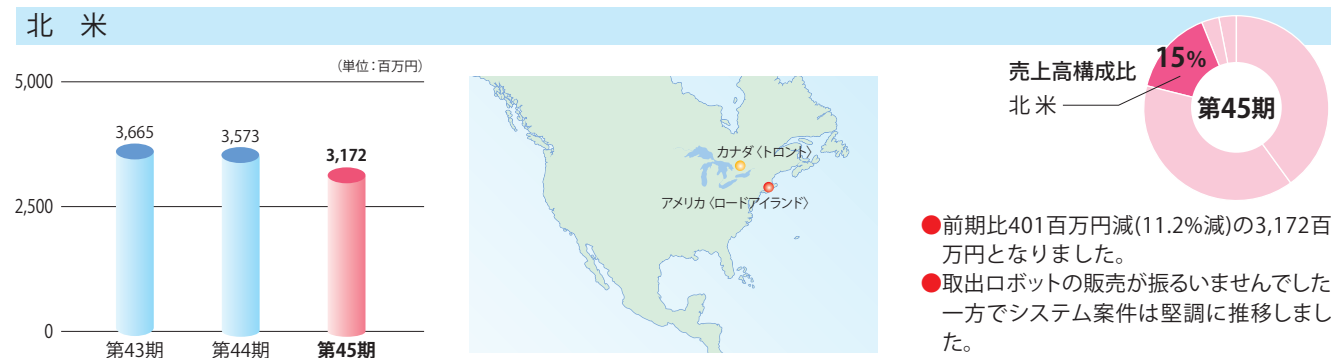 北　米
（単位：百万円）
5,000
2,500
0
3,665
3,573
3,172
第43期
第44期
第45期
カナダ〈トロント〉
アメリカ〈ロードアイランド〉
売上高構成比
北 米
15%
第45期
●前期比401百万円減(11.2%減)の3,172百
万円となりました。
●取出ロボットの販売が振るいませんでした
一方でシステム案件は堅調に推移しまし
た。